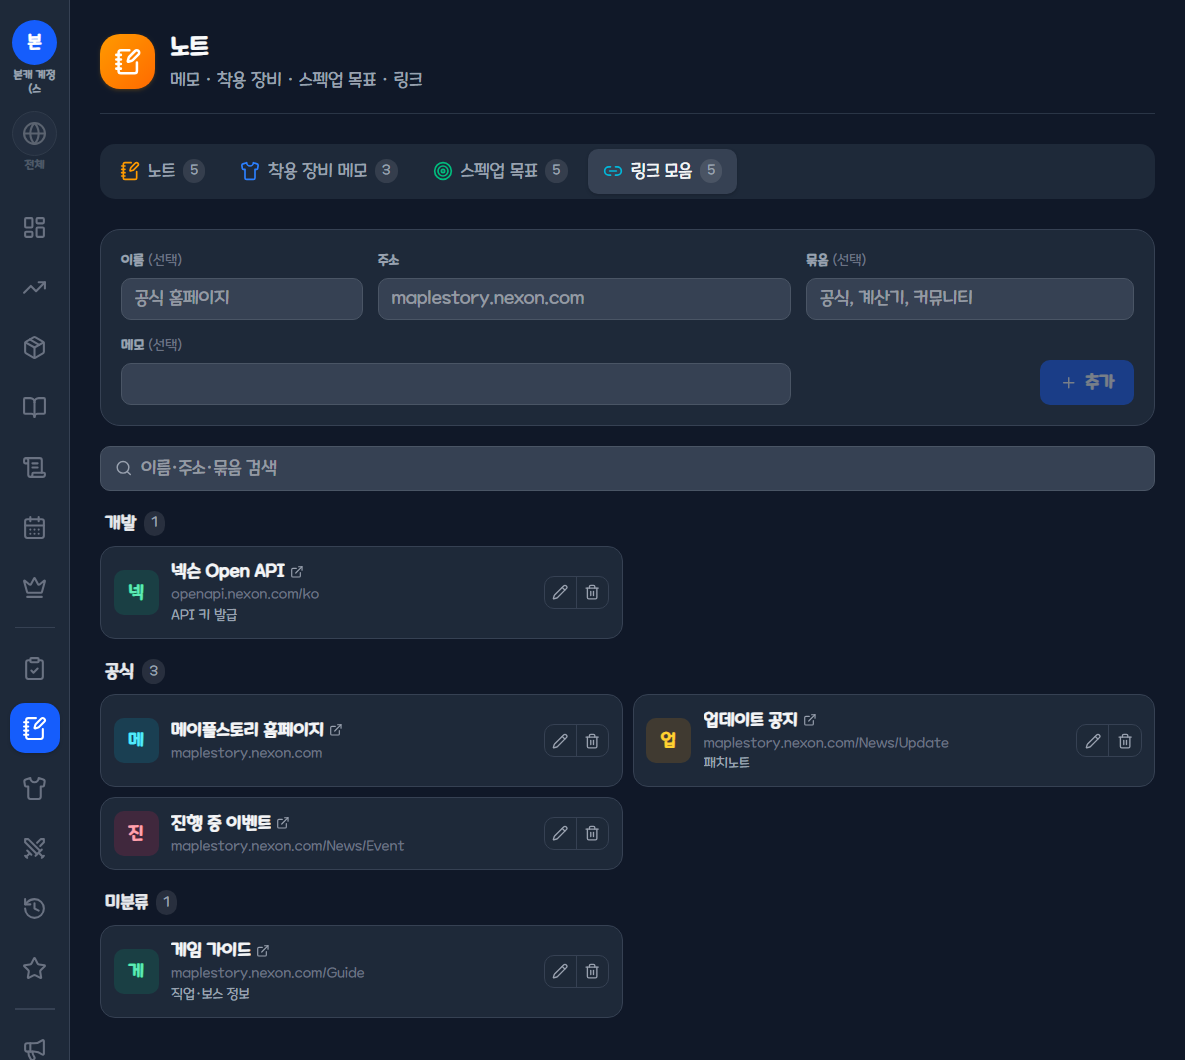 본
본캐 계정
(스
전체
노트
메모 · 착용 장비 · 스펙업 목표 · 링크
노트 5 착용 장비 메모 3 스펙업 목표 5 링크 모음 5
이름 (선택) 주소 묶음 (선택)
공식 홈페이지 maplestory.nexon.com 공식, 계산기, 커뮤니티
메모 (선택)
+ 추가
이름·주소·묶음 검색
개발 1
넥
넥슨 Open API
openapi.nexon.com/ko
API 키 발급
공식 3
메
메이플스토리 홈페이지
maplestory.nexon.com
업
업데이트 공지
maplestory.nexon.com/News/Update
패치노트
진
진행 중 이벤트
maplestory.nexon.com/News/Event
미분류 1
게
게임 가이드
maplestory.nexon.com/Guide
직업·보스 정보